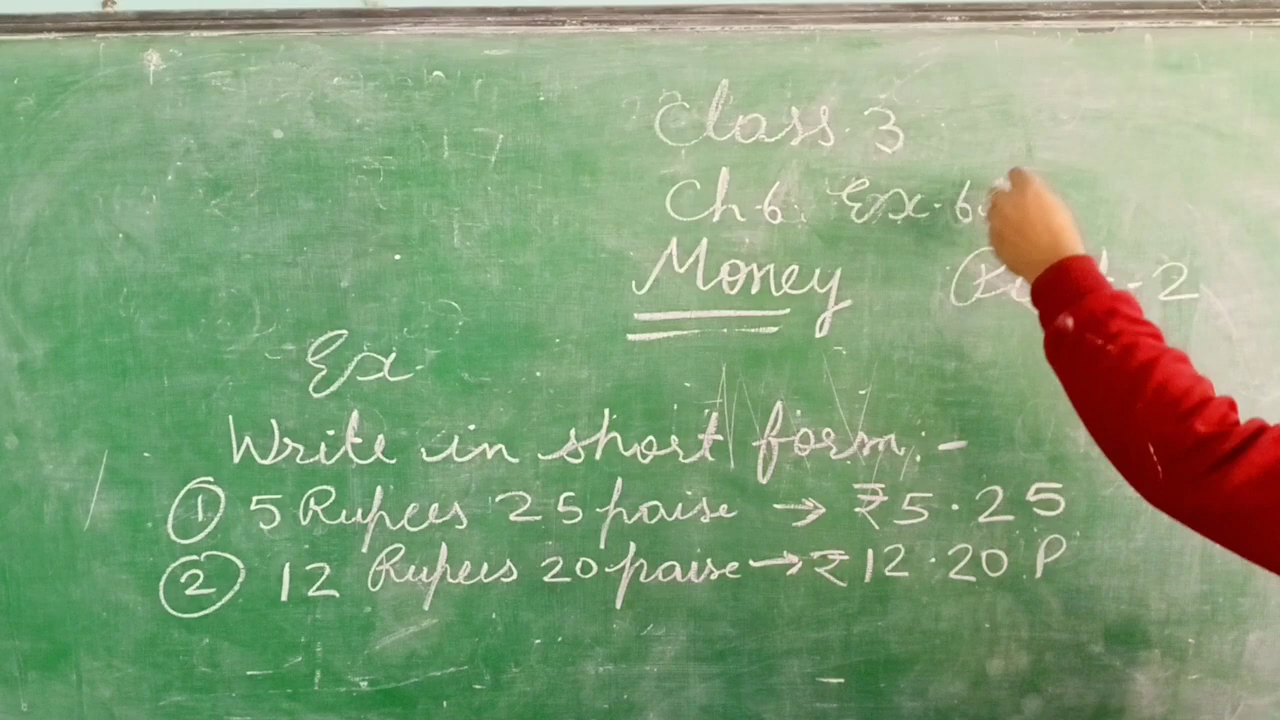 Class 3
Ch-6 Ex-6
Money -2
Ex
Write in short form:-
① 5 Rupees 25 paise → ₹5.25
② 12 Rupees 20 paise → ₹12.20 P